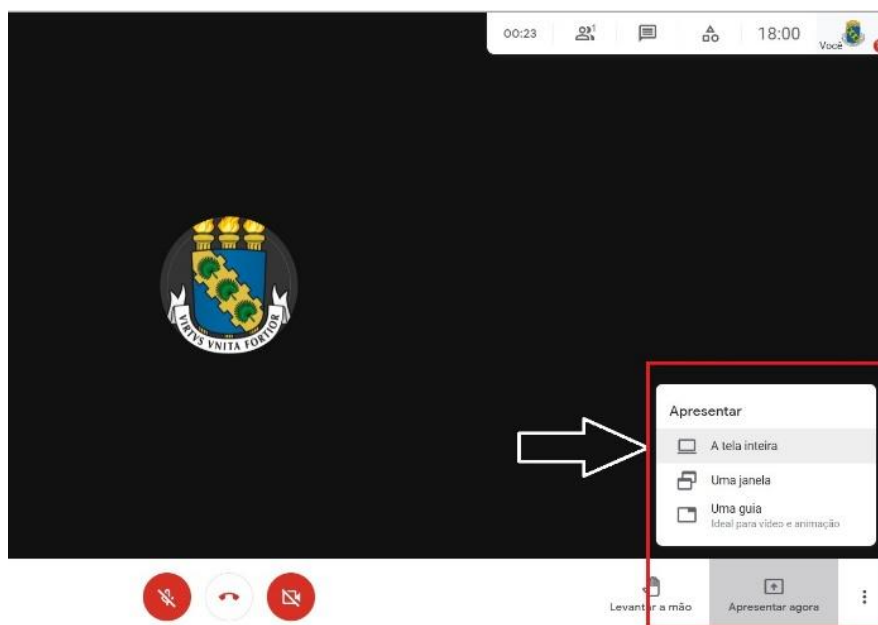 00:23
1
18:00
Você
VIRTVS VNITA FORTIOR
Apresentar
A tela inteira
Uma janela
Uma guia
Ideal para vídeo e animação
Levantar a mão
Apresentar agora